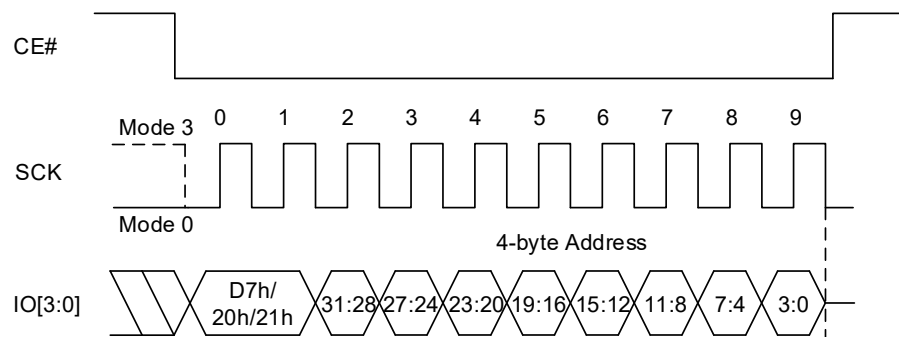 CE#
0 1 2 3 4 5 6 7 8 9
Mode 3
SCK
Mode 0
4-byte Address
IO[3:0]
D7h/
20h/21h
31:28 27:24 23:20 19:16 15:12 11:8 7:4 3:0